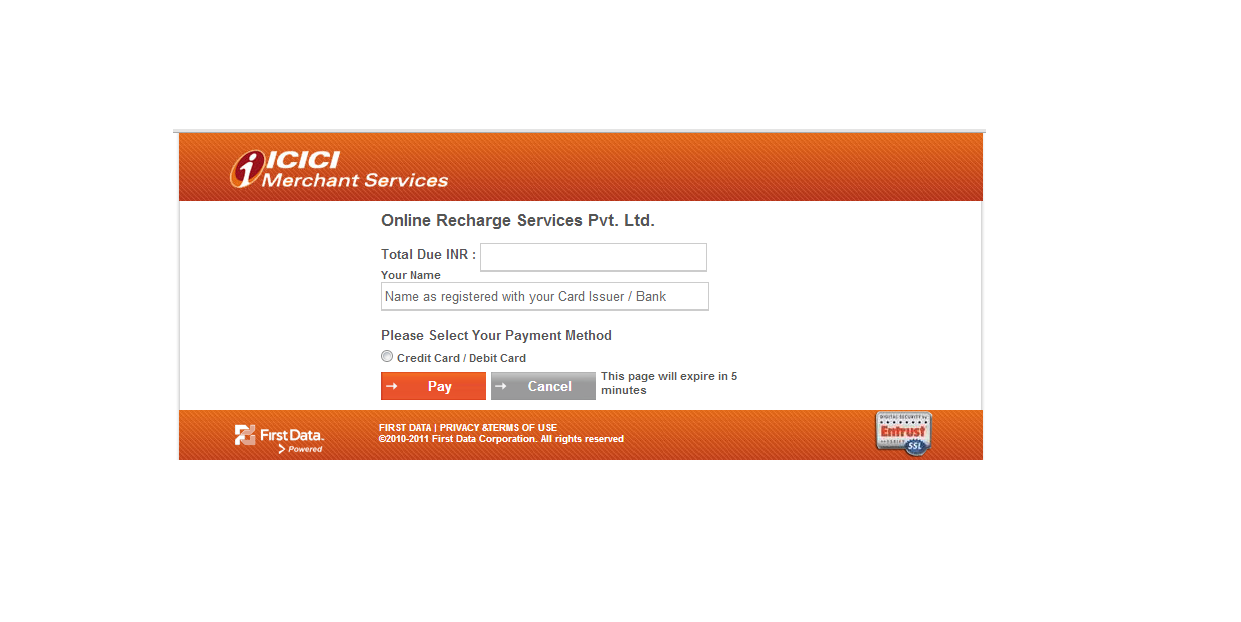 i ICICI
Merchant Services
Online Recharge Services Pvt. Ltd.
Total Due INR :
Your Name
Name as registered with your Card Issuer / Bank
Please Select Your Payment Method
Credit Card / Debit Card
→ Pay → Cancel This page will expire in 5
minutes
First Data.
Powered
FIRST DATA | PRIVACY &TERMS OF USE
©2010-2011 First Data Corporation. All rights reserved
DIGITAL SECURITY by
Entrust
SSL